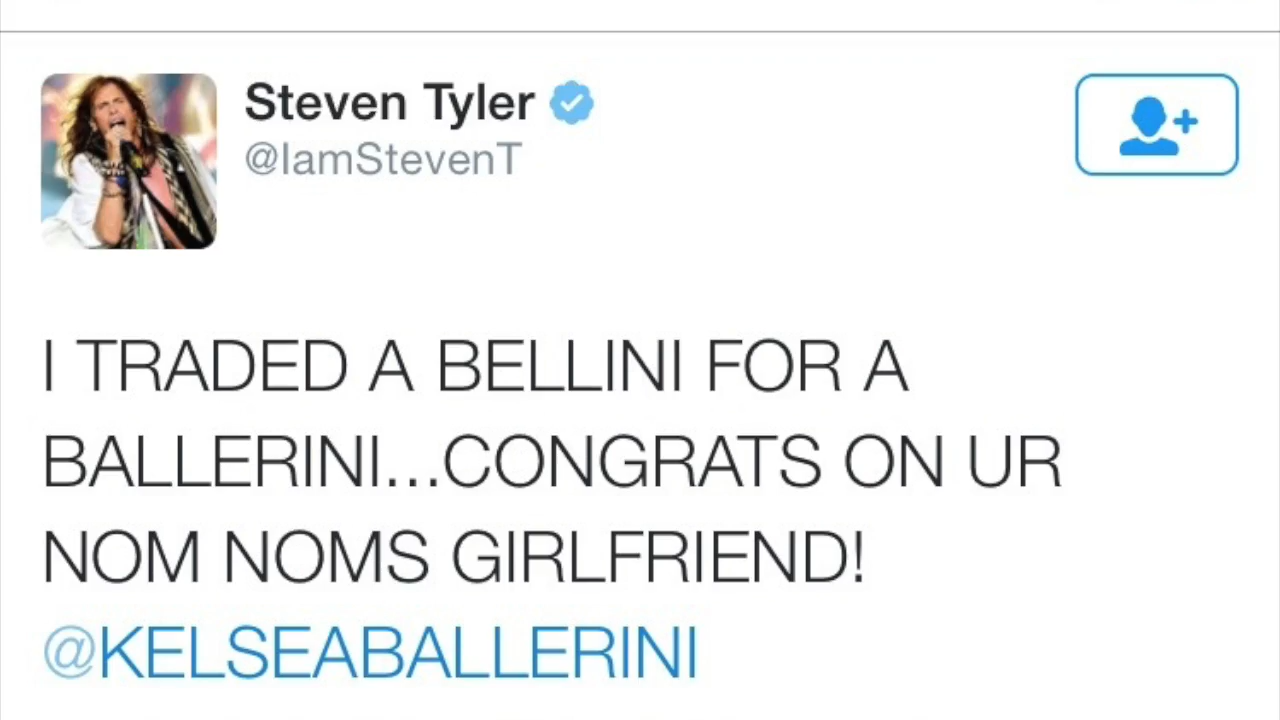 Steven Tyler
@IamStevenT
I TRADED A BELLINI FOR A
BALLERINI...CONGRATS ON UR
NOM NOMS GIRLFRIEND!
@KELSEABALLERINI